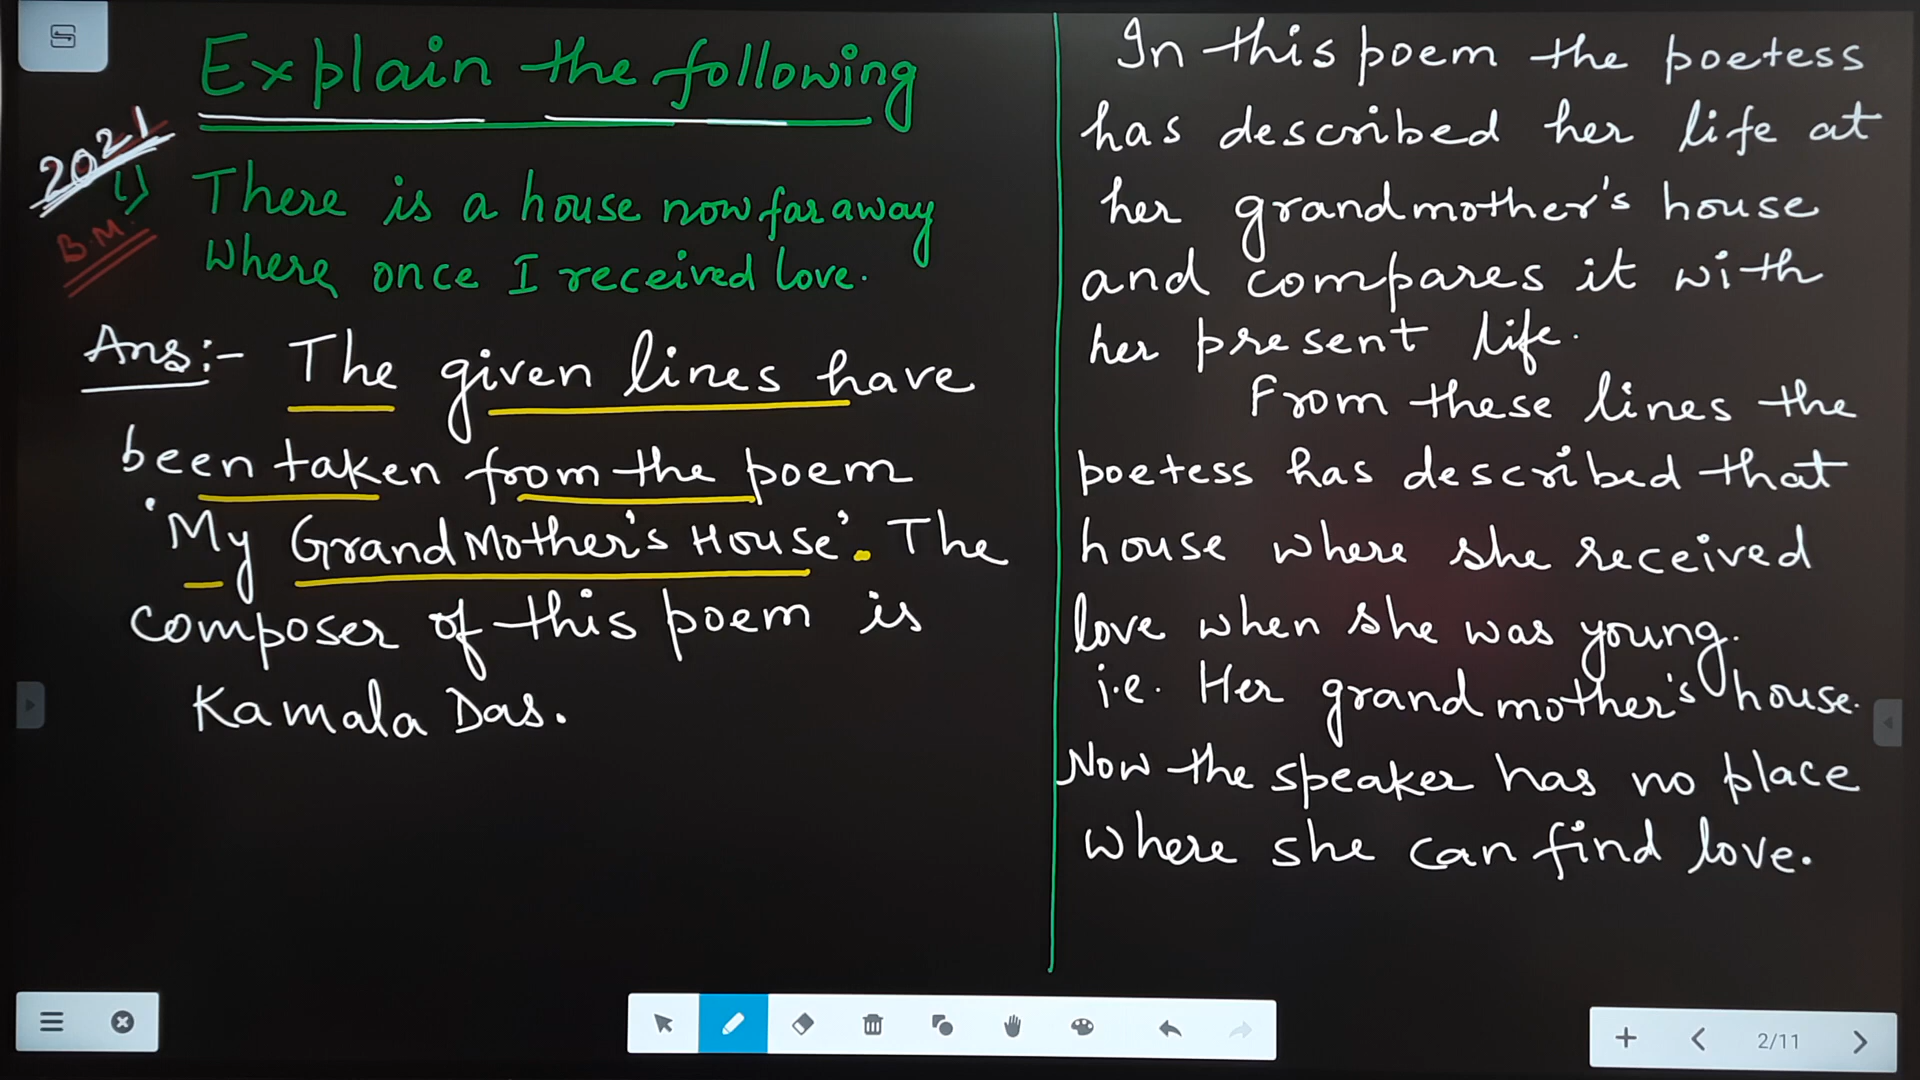 Explain the following
2021
1)
B.M.
There is a house now far away
Where once I received love.
Ans:- The given lines have
been taken from the poem
'My GrandMother's House'. The
composer of this poem is
Kamala Das.
In this poem the poetess
has described her life at
her grandmother's house
and compares it with
her present life.
From these lines the
poetess has described that
house where she received
love when she was young.
i.e. Her grandmother's house.
Now the speaker has no place
where she can find love.
2/11